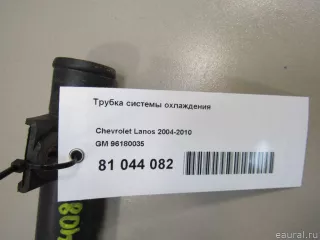 Трубка системы охлаждения
Chevrolet Lanos 2004-2010
GM 96180035
81 044 082
eaural.ru